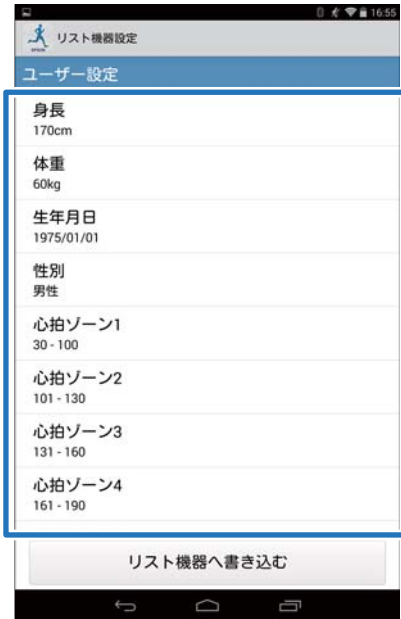 16:55
リスト機器設定
EPSON
ユーザー設定
身長
170cm
体重
60kg
生年月日
1975/01/01
性別
男性
心拍ゾーン1
30 - 100
心拍ゾーン2
101 - 130
心拍ゾーン3
131 - 160
心拍ゾーン4
161 - 190
リスト機器へ書き込む